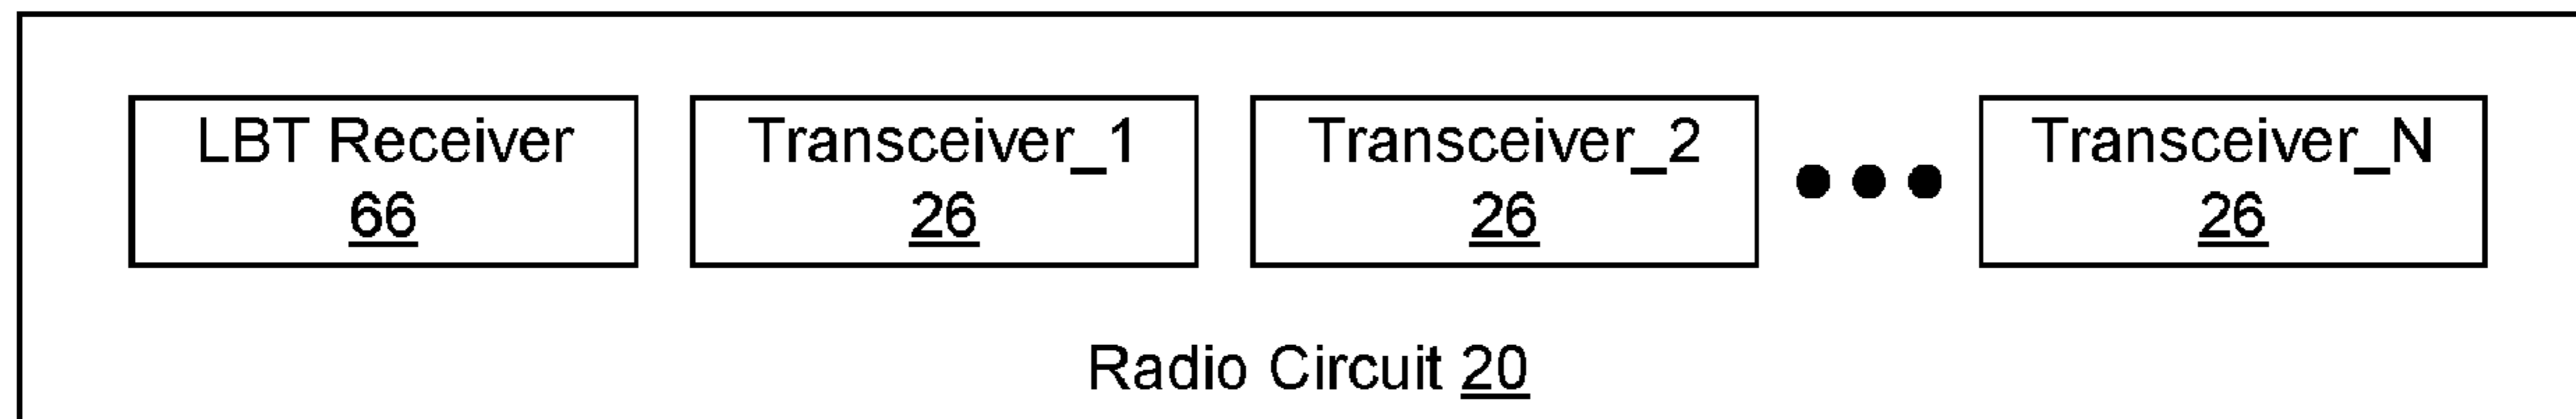 LBT Receiver
66
Transceiver_1
26
Transceiver_2
26
Transceiver_N
26
Radio Circuit 20